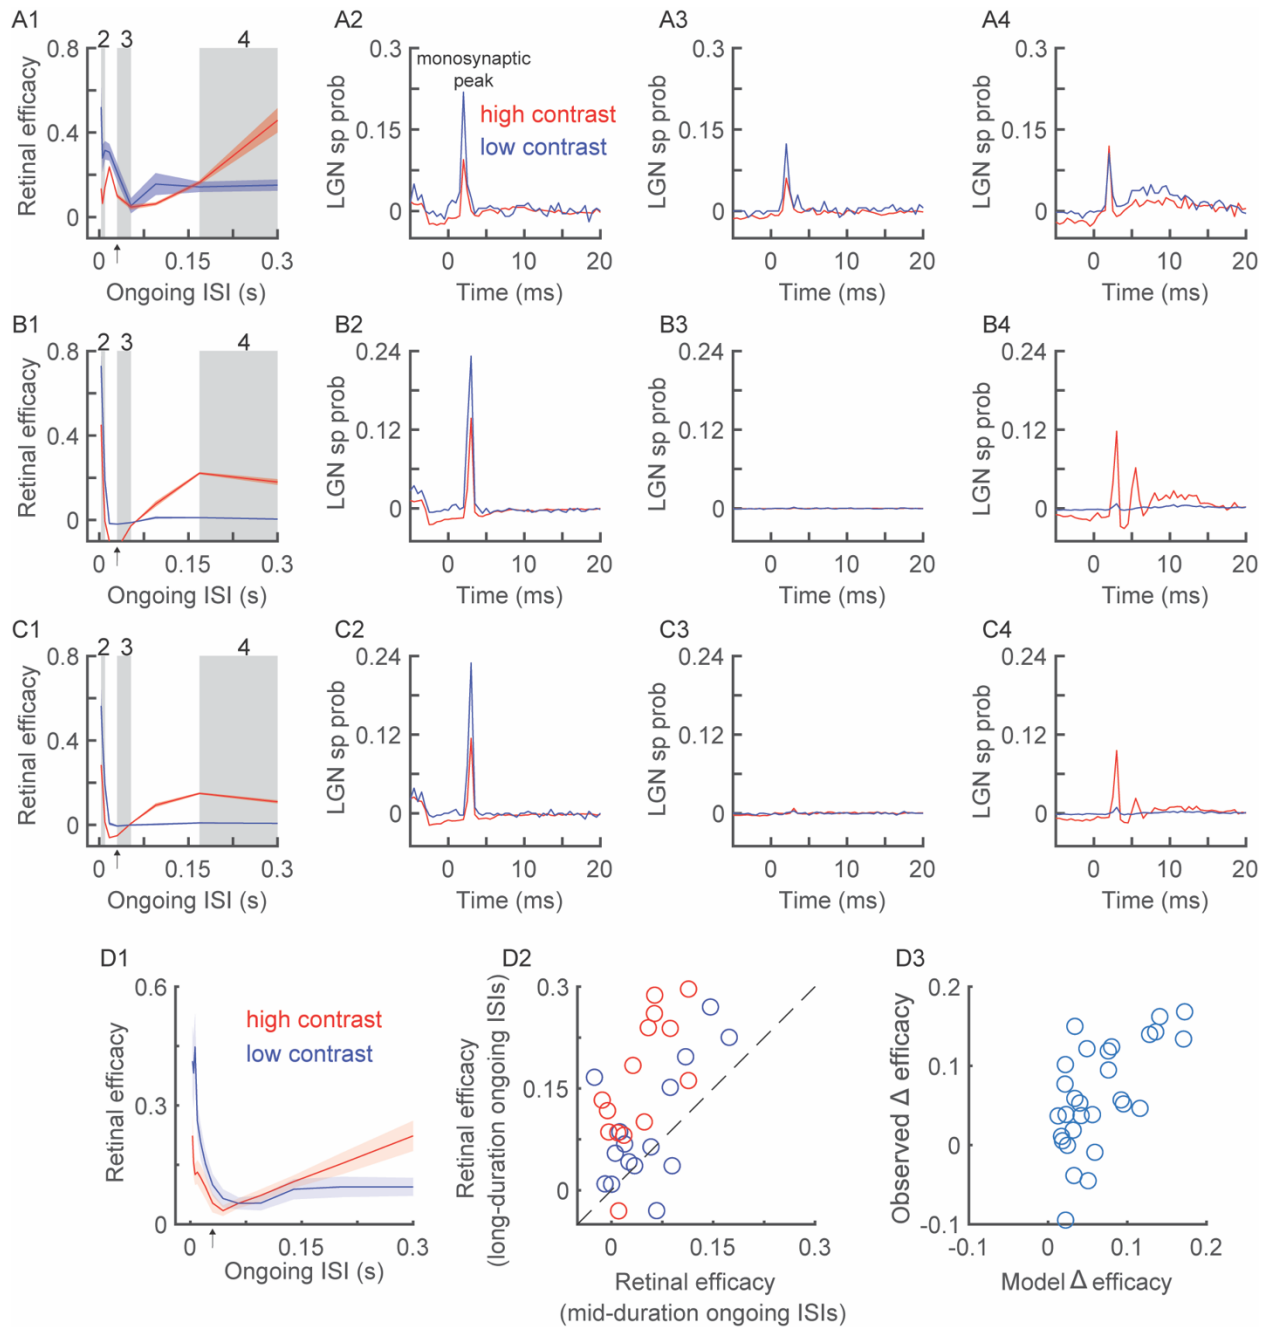 A1
2 3 4
0.8
0.4
0
Retinal efficacy
0 0.15 0.3
Ongoing ISI (s)
A2
0.3
0.15
0
LGN sp prob
monosynaptic
peak
high contrast
low contrast
0 10 20
Time (ms)
A3
0.3
0.15
0
LGN sp prob
0 10 20
Time (ms)
A4
0.3
0.15
0
LGN sp prob
0 10 20
Time (ms)
B1
2 3 4
0.8
0.4
0
Retinal efficacy
0 0.15 0.3
Ongoing ISI (s)
B2
0.24
0.12
0
LGN sp prob
0 10 20
Time (ms)
B3
0.24
0.12
0
LGN sp prob
0 10 20
Time (ms)
B4
0.24
0.12
0
LGN sp prob
0 10 20
Time (ms)
C1
2 3 4
0.8
0.4
0
Retinal efficacy
0 0.15 0.3
Ongoing ISI (s)
C2
0.24
0.12
0
LGN sp prob
0 10 20
Time (ms)
C3
0.24
0.12
0
LGN sp prob
0 10 20
Time (ms)
C4
0.24
0.12
0
LGN sp prob
0 10 20
Time (ms)
D1
0.6
0.3
0
Retinal efficacy
high contrast
low contrast
0 0.15 0.3
Ongoing ISI (s)
D2
0.3
0.15
0
Retinal efficacy
(long-duration ongoing ISIs)
0 0.15 0.3
Retinal efficacy
(mid-duration ongoing ISIs)
D3
0.2
0.1
0
-0.1
Observed Δ efficacy
-0.1 0 0.1 0.2
Model Δ efficacy